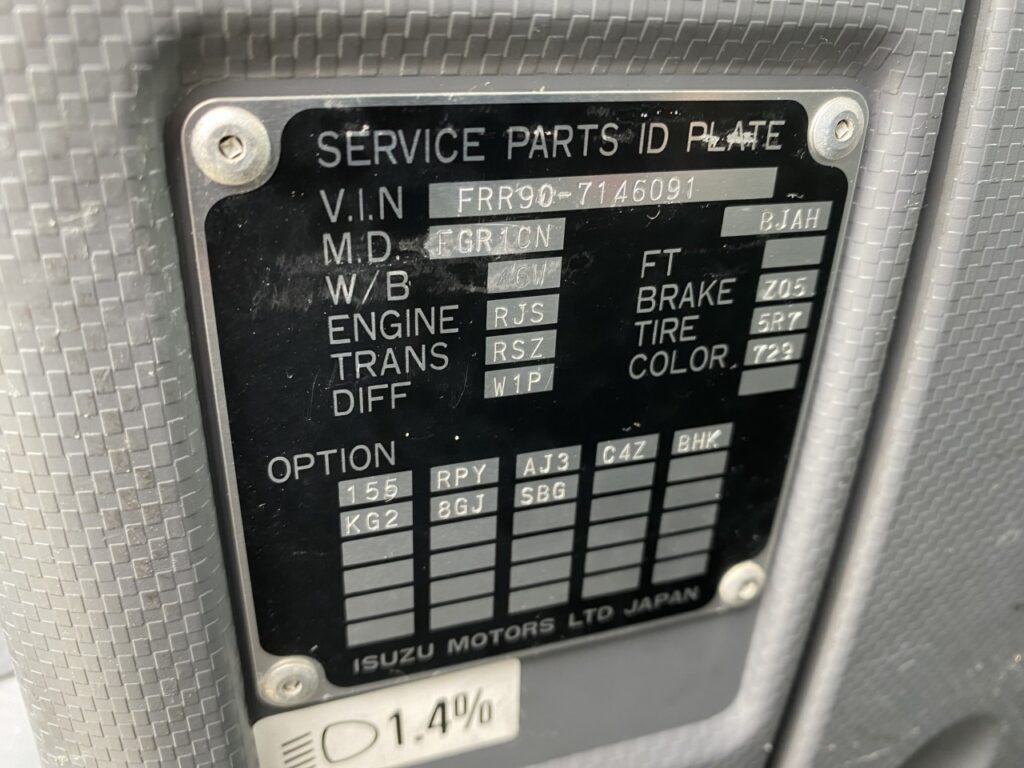 SERVICE PARTS ID PLATE
V.I.N FRR90-7146091
M.D. FGR1CN BJAH
W/B 46W FT
ENGINE RJS BRAKE Z05
TRANS RSZ TIRE 5R7
DIFF W1P COLOR. 729
OPTION
155 RPY AJ3 C4Z BHK
KG2 8GJ SBG
ISUZU MOTORS LTD JAPAN
1.4%